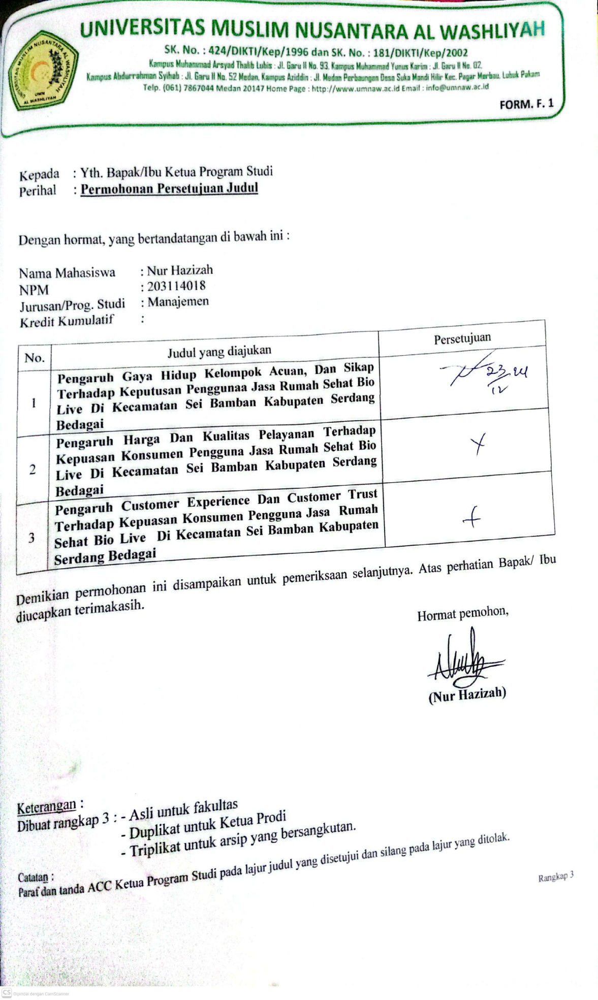 UNIVERSITAS MUSLIM NUSANTARA AL WASHLIYAH
SK. No. : 424/DIKTI/Kep/1996 dan SK. No. : 181/DIKTI/Kep/2002
Kampus Muhammad Arsyad Thalib Lubis : Jl. Garu II No. 93, Kampus Muhammad Yunus Karim : Jl. Garu II No. 02,
Kampus Abdurrahman Syihab : Jl. Garu II No. 52 Medan, Kampus Aziddin : Jl. Medan Perbaungan Desa Suka Mandi Hilir Kec. Pagar Merbau, Lubuk Pakam
Telp. (061) 7867044 Medan 20147 Home Page : http://www.umnaw.ac.id Email : info@umnaw.ac.id
UNIVERSITAS MUSLIM NUSANTARA AL WASHLIYAH
UMN
AL WASHLIYAH
FORM. F. 1
Kepada : Yth. Bapak/Ibu Ketua Program Studi
Perihal : Permohonan Persetujuan Judul
Dengan hormat, yang bertandatangan di bawah ini :
Nama Mahasiswa : Nur Hazizah
NPM : 203114018
Jurusan/Prog. Studi : Manajemen
Kredit Kumulatif :
No. Judul yang diajukan Persetujuan
1 Pengaruh Gaya Hidup Kelompok Acuan, Dan Sikap
Terhadap Keputusan Penggunaa Jasa Rumah Sehat Bio
Live Di Kecamatan Sei Bamban Kabupaten Serdang
Bedagai
23/12 24
2 Pengaruh Harga Dan Kualitas Pelayanan Terhadap
Kepuasan Konsumen Pengguna Jasa Rumah Sehat Bio
Live Di Kecamatan Sei Bamban Kabupaten Serdang
Bedagai
3 Pengaruh Customer Experience Dan Customer Trust
Terhadap Kepuasan Konsumen Pengguna Jasa Rumah
Sehat Bio Live Di Kecamatan Sei Bamban Kabupaten
Serdang Bedagai
Demikian permohonan ini disampaikan untuk pemeriksaan selanjutnya. Atas perhatian Bapak/ Ibu
diucapkan terimakasih.
Hormat pemohon,
(Nur Hazizah)
Keterangan :
Dibuat rangkap 3 : - Asli untuk fakultas
- Duplikat untuk Ketua Prodi
- Triplikat untuk arsip yang bersangkutan.
Catatan :
Paraf dan tanda ACC Ketua Program Studi pada lajur judul yang disetujui dan silang pada lajur yang ditolak.
Rangkap 3
CS Dipindai dengan CamScanner